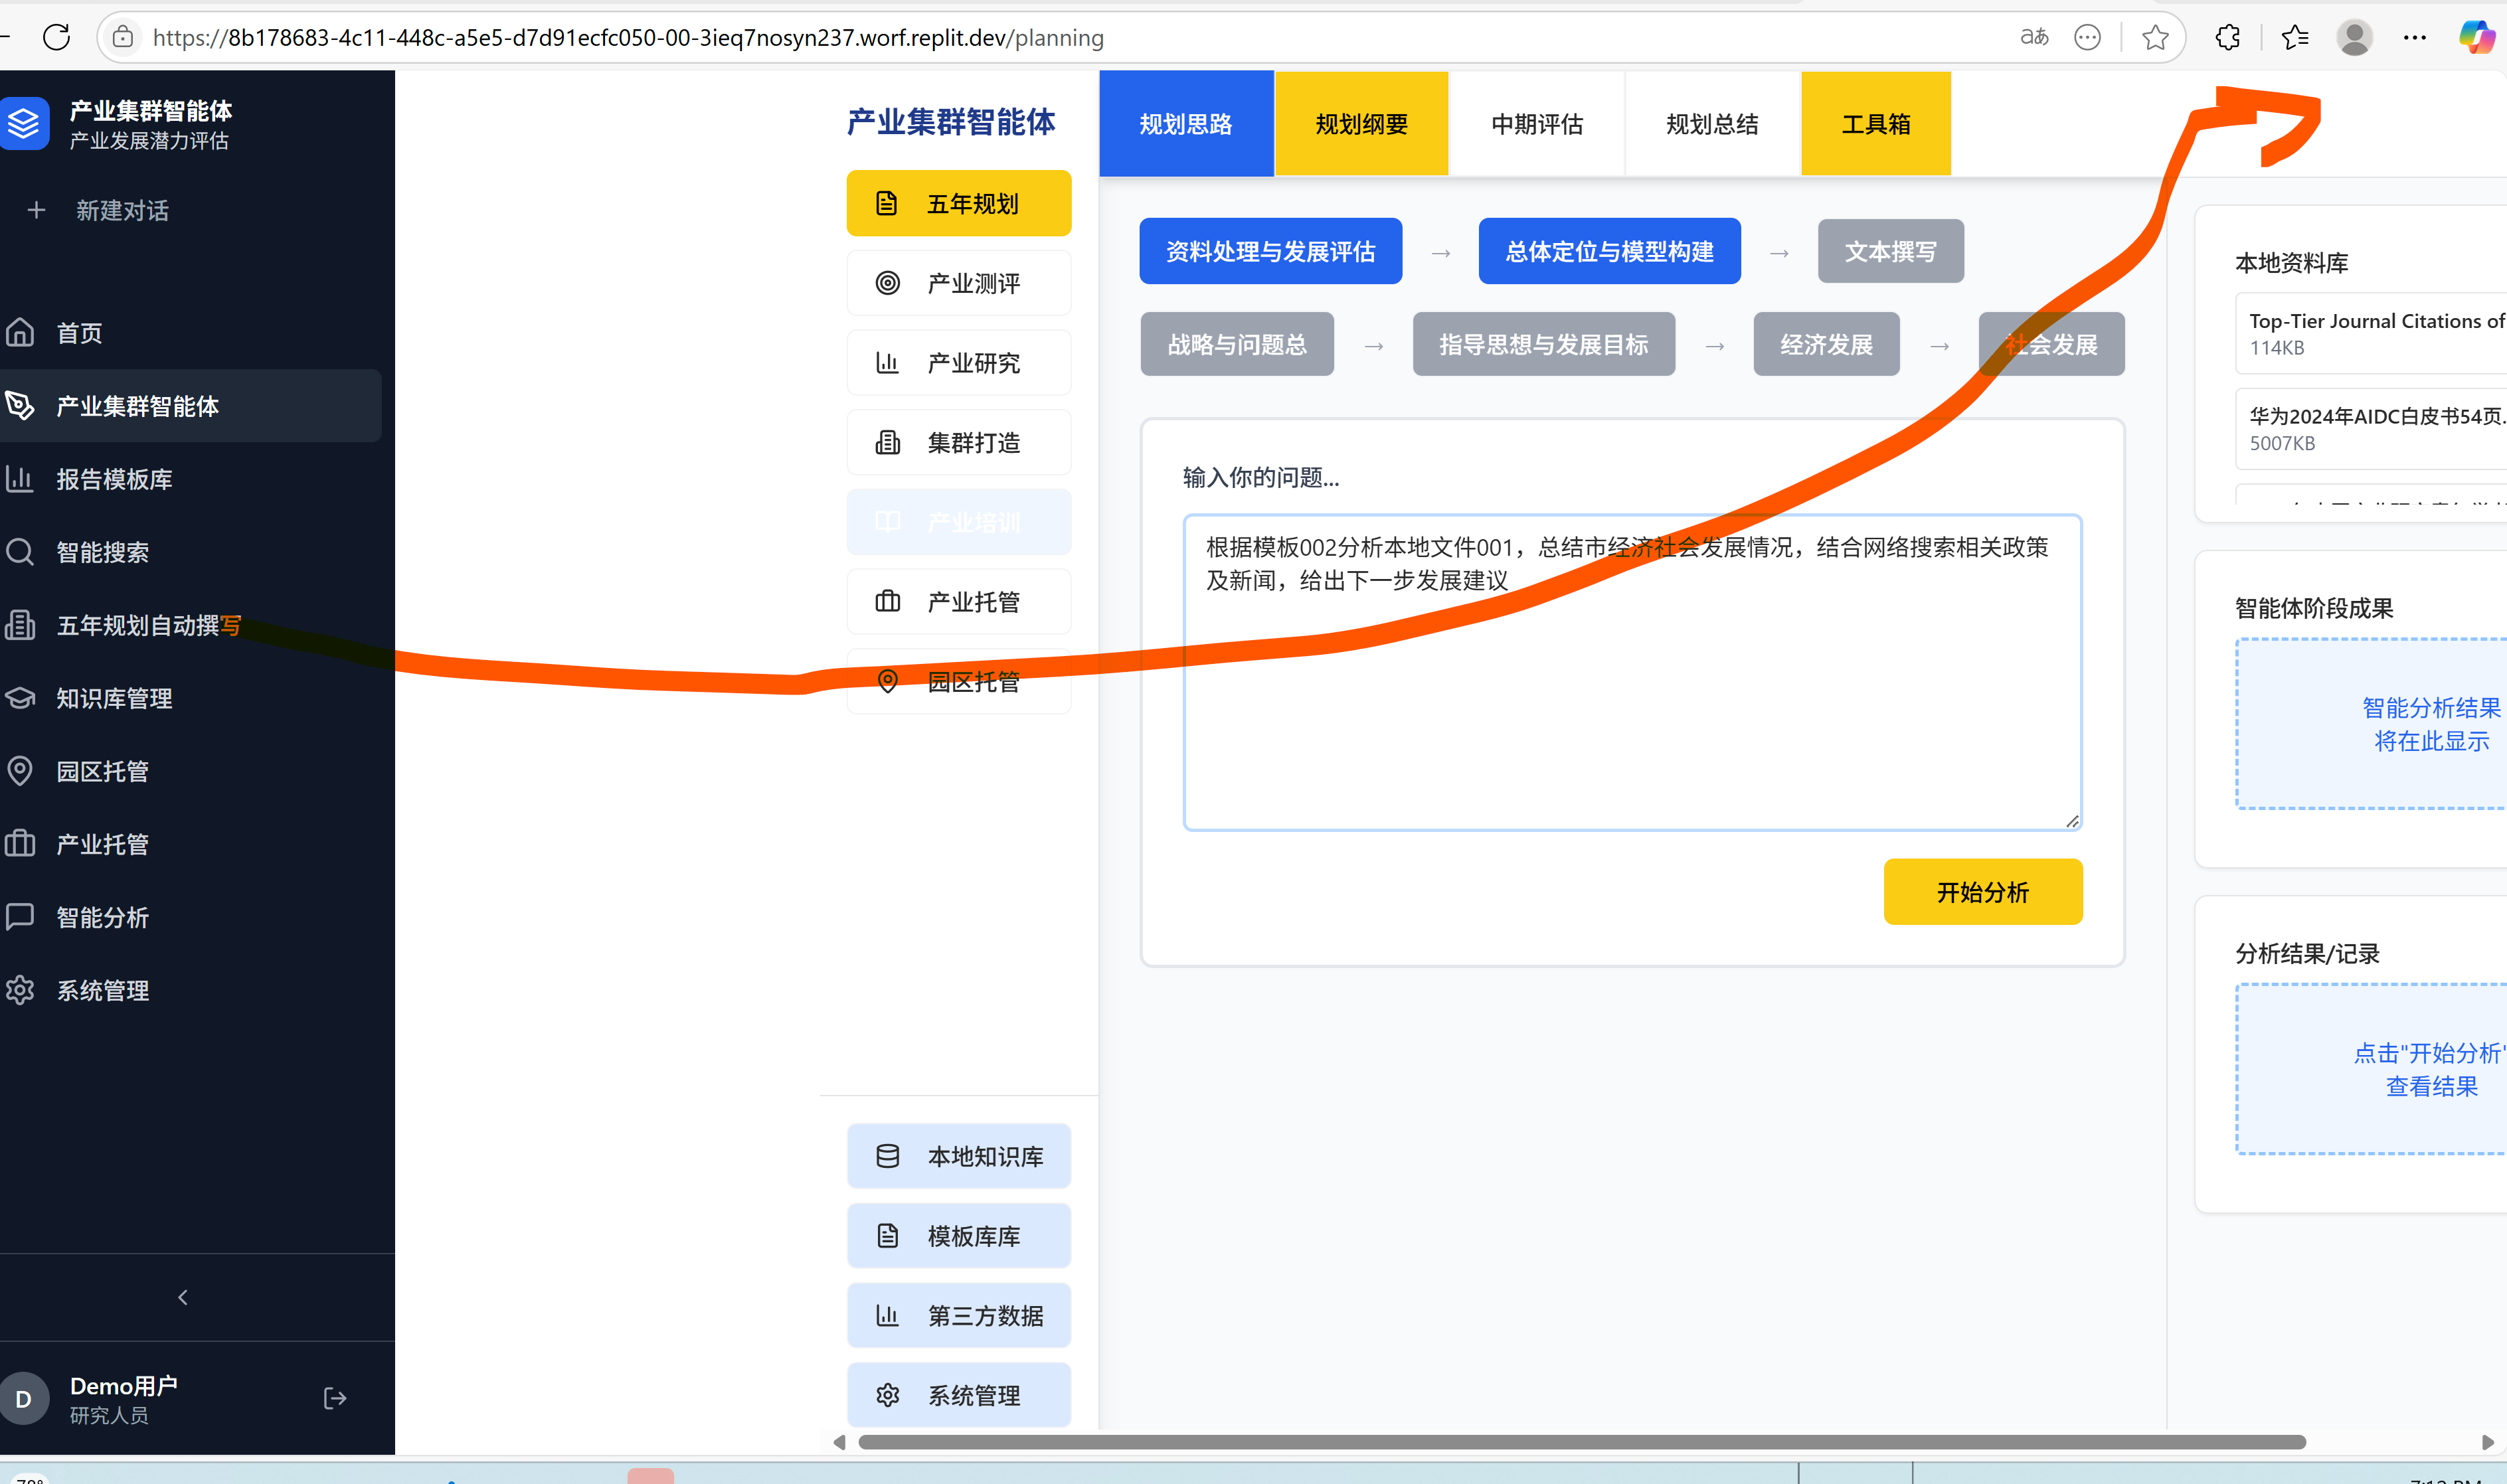 https://8b178683-4c11-448c-a5e5-d7d91ecfc050-00-3ieq7nosyn237.worf.replit.dev/planning
aあ
产业集群智能体
产业发展潜力评估
新建对话
首页
产业集群智能体
报告模板库
智能搜索
五年规划自动撰写
知识库管理
园区托管
产业托管
智能分析
系统管理
D
Demo用户
研究人员
产业集群智能体
五年规划
产业测评
产业研究
集群打造
产业培训
产业托管
园区托管
本地知识库
模板库库
第三方数据
系统管理
规划思路 规划纲要 中期评估 规划总结 工具箱
资料处理与发展评估 → 总体定位与模型构建 → 文本撰写
战略与问题总 → 指导思想与发展目标 → 经济发展 → 社会发展
输入你的问题...
根据模板002分析本地文件001，总结市经济社会发展情况，结合网络搜索相关政策
及新闻，给出下一步发展建议
开始分析
本地资料库
Top-Tier Journal Citations of
114KB
华为2024年AIDC白皮书54页.
5007KB
智能体阶段成果
智能分析结果
将在此显示
分析结果/记录
点击"开始分析"
查看结果